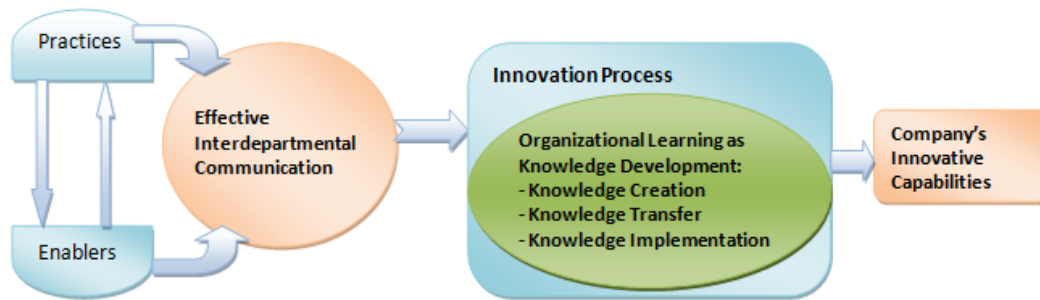 Practices
Enablers
Effective
Interdepartmental
Communication
Innovation Process
Organizational Learning as
Knowledge Development:
- Knowledge Creation
- Knowledge Transfer
- Knowledge Implementation
Company's
Innovative
Capabilities